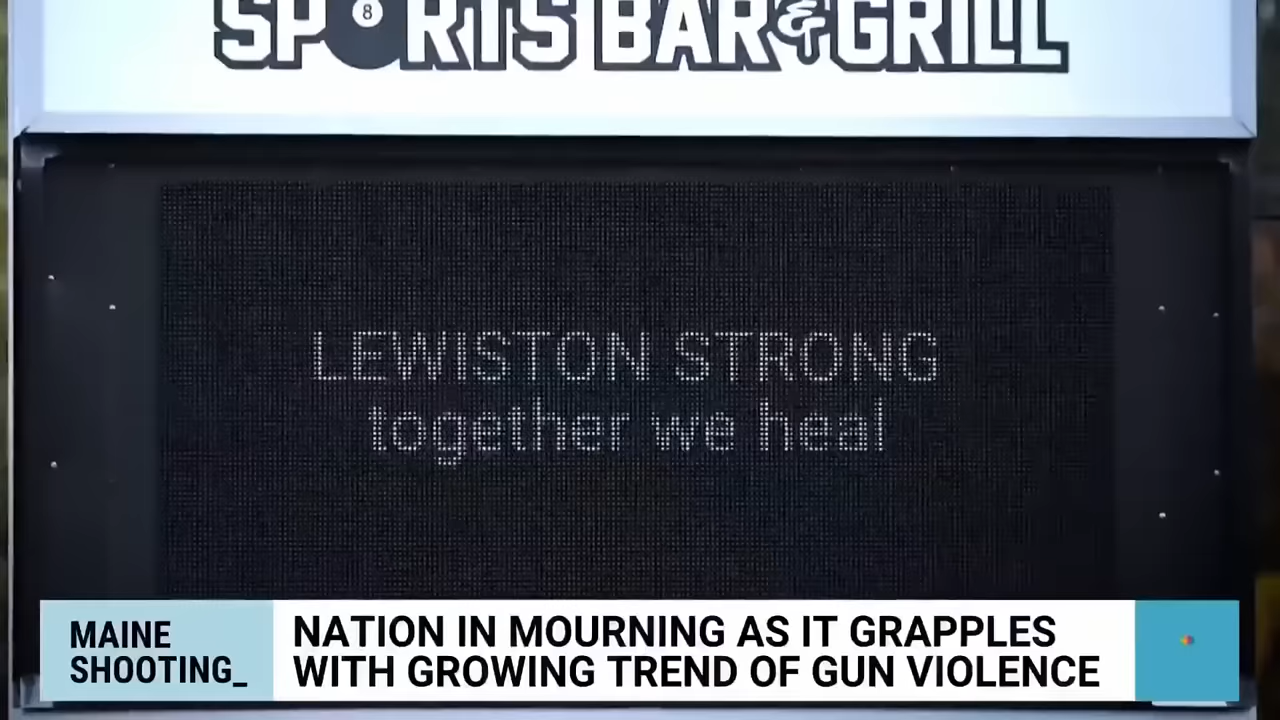 SPORTS BAR & GRILL
8
LEWISTON STRONG
together we heal
MAINE
SHOOTING_
NATION IN MOURNING AS IT GRAPPLES
WITH GROWING TREND OF GUN VIOLENCE